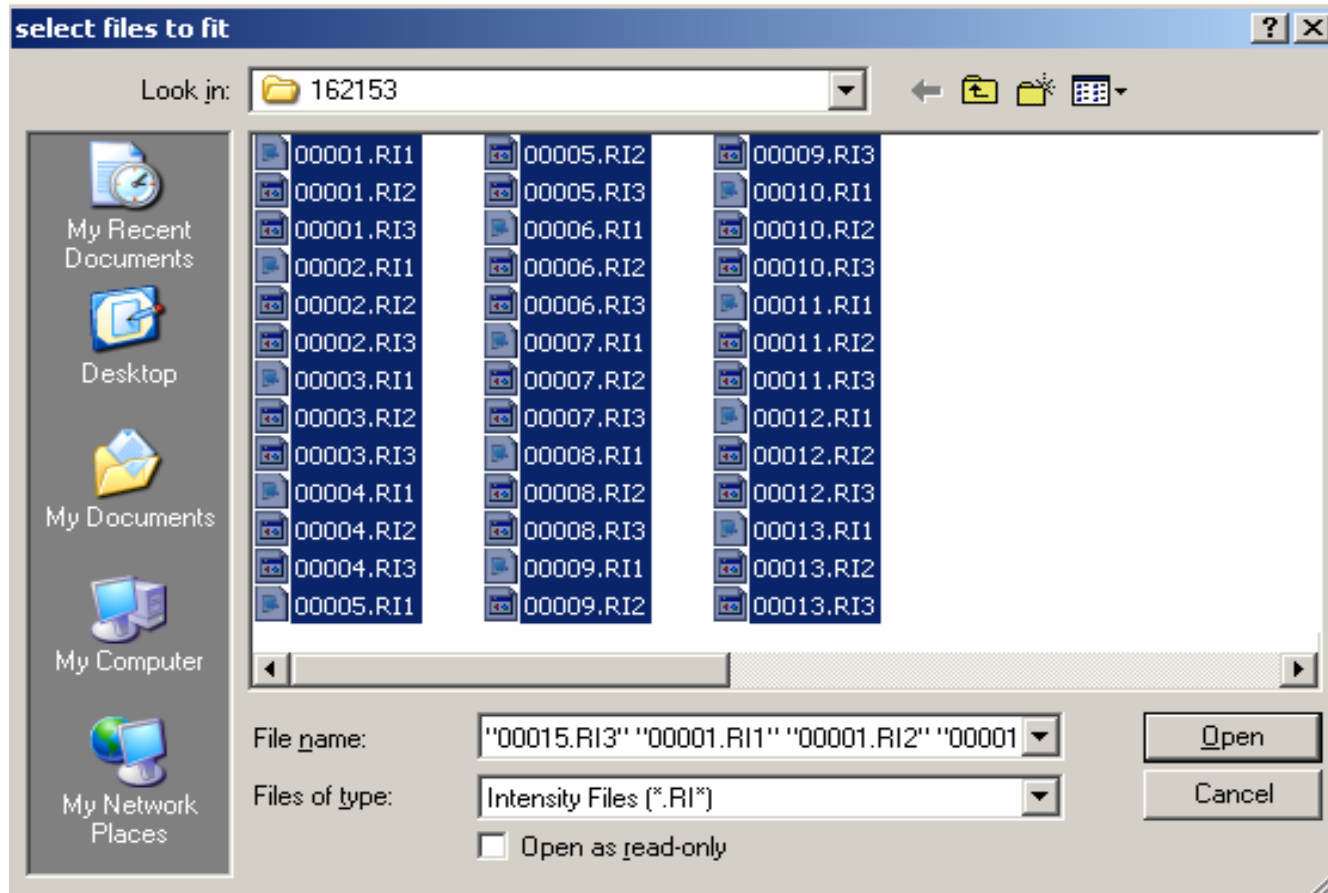 select files to fit
Look in:
162153
My Recent
Documents
Desktop
My Documents
My Computer
My Network
Places
00001.RI1
00001.RI2
00001.RI3
00002.RI1
00002.RI2
00002.RI3
00003.RI1
00003.RI2
00003.RI3
00004.RI1
00004.RI2
00004.RI3
00005.RI1
00005.RI2
00005.RI3
00006.RI1
00006.RI2
00006.RI3
00007.RI1
00007.RI2
00007.RI3
00008.RI1
00008.RI2
00008.RI3
00009.RI1
00009.RI2
00009.RI3
00010.RI1
00010.RI2
00010.RI3
00011.RI1
00011.RI2
00011.RI3
00012.RI1
00012.RI2
00012.RI3
00013.RI1
00013.RI2
00013.RI3
File name:
"00015.RI3" "00001.RI1" "00001.RI2" "00001
Open
Files of type:
Intensity Files (*.RI*)
Cancel
Open as read-only